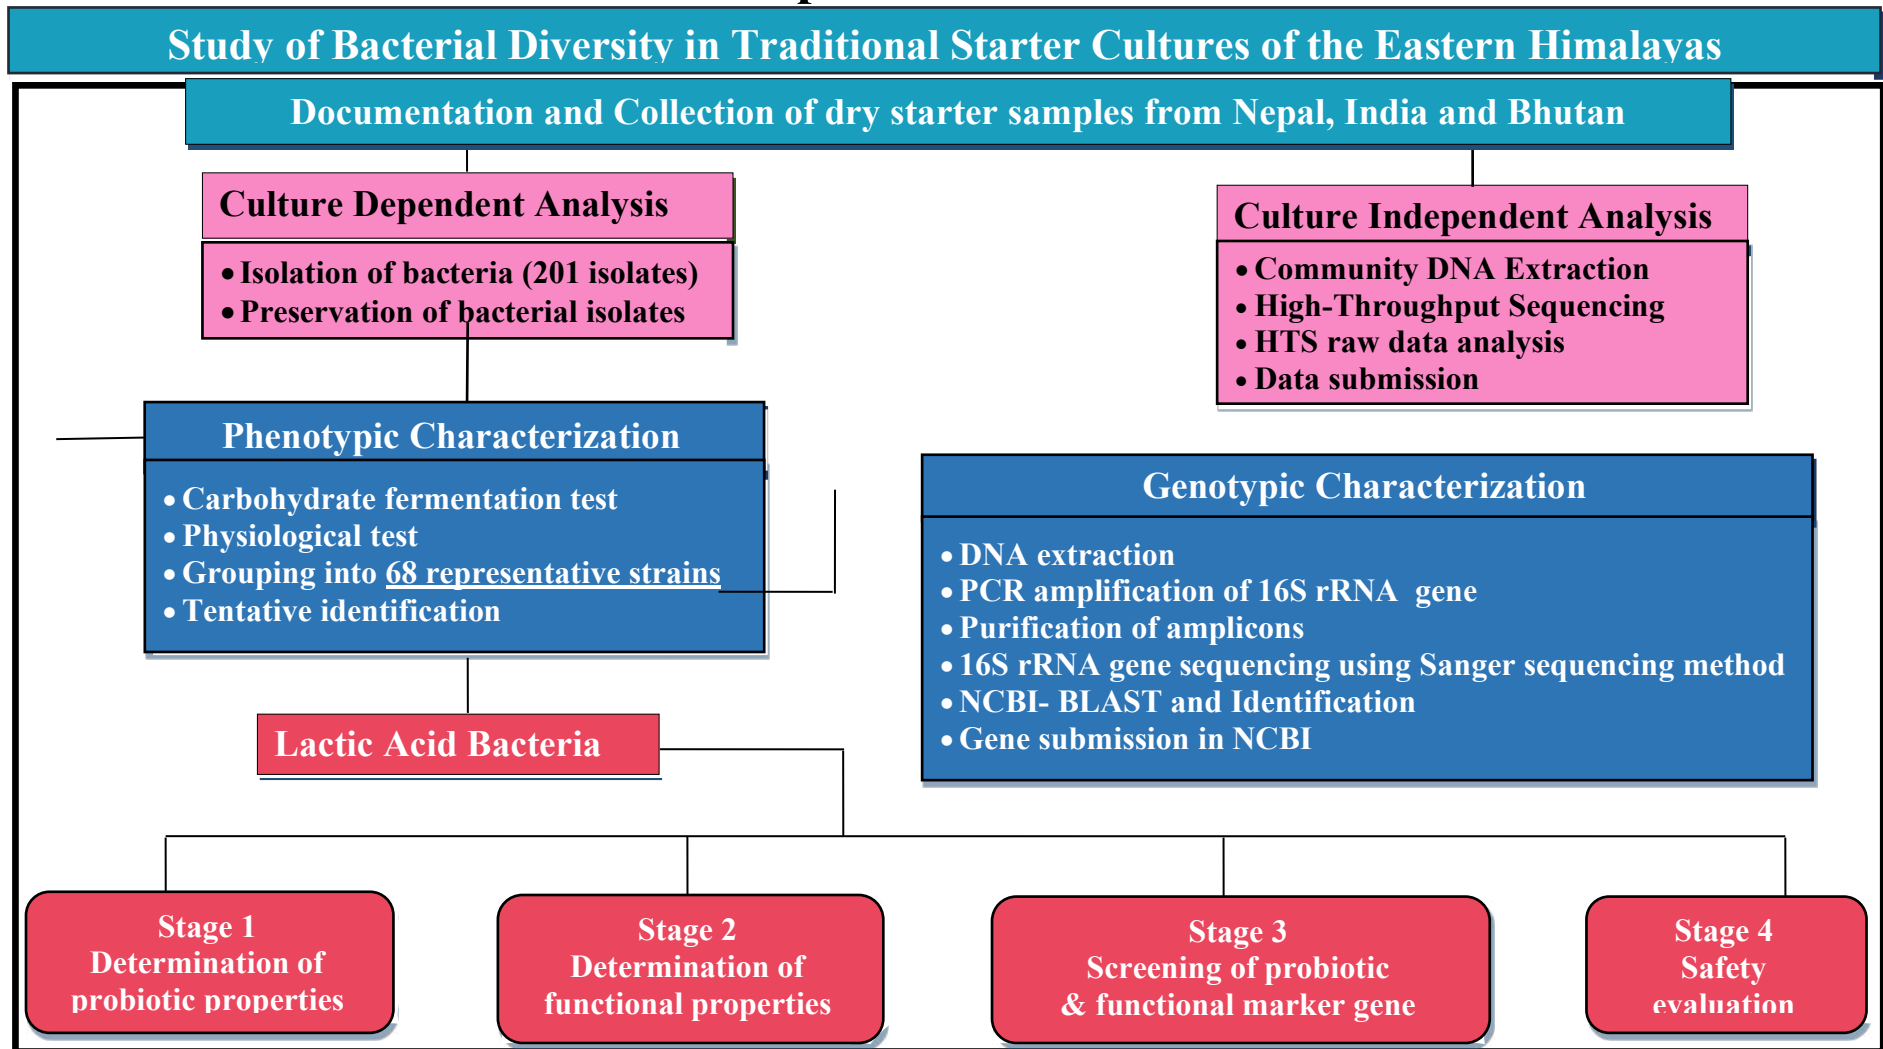 Study of Bacterial Diversity in Traditional Starter Cultures of the Eastern Himalayas
Documentation and Collection of dry starter samples from Nepal, India and Bhutan
Culture Dependent Analysis
• Isolation of bacteria (201 isolates)
• Preservation of bacterial isolates
Culture Independent Analysis
• Community DNA Extraction
• High-Throughput Sequencing
• HTS raw data analysis
• Data submission
Phenotypic Characterization
• Carbohydrate fermentation test
• Physiological test
• Grouping into 68 representative strains
• Tentative identification
Genotypic Characterization
• DNA extraction
• PCR amplification of 16S rRNA  gene
• Purification of amplicons
• 16S rRNA gene sequencing using Sanger sequencing method
• NCBI- BLAST and Identification
• Gene submission in NCBI
Lactic Acid Bacteria
Stage 1
Determination of
probiotic properties
Stage 2
Determination of
functional properties
Stage 3
Screening of probiotic
& functional marker gene
Stage 4
Safety
evaluation